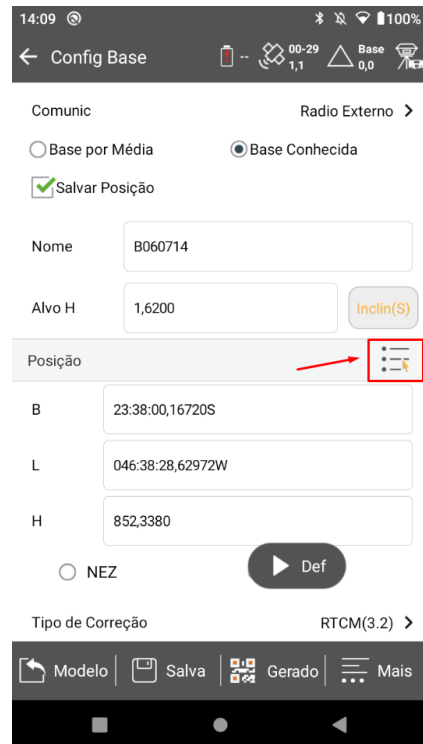 14:09 100%
Config Base -- 00-29 1,1 Base 0,0
Comunic Radio Externo
Base por Média Base Conhecida
Salvar Posição
Nome B060714
Alvo H 1,6200 Inclin(S)
Posição
B 23:38:00,16720S
L 046:38:28,62972W
H 852,3380
NEZ Def
Tipo de Correção RTCM(3.2)
Modelo Salva Gerado Mais